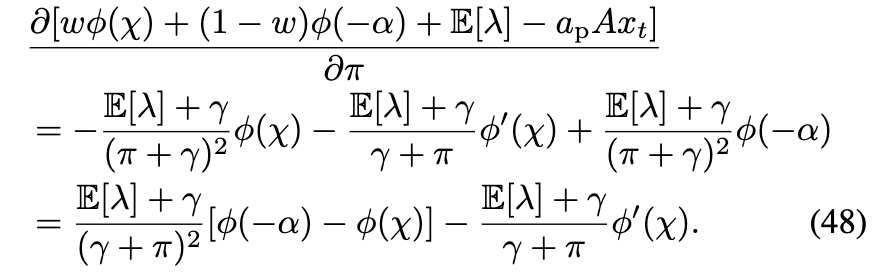 ∂[wϕ(χ) + (1 − w)ϕ(−α) + 𝔼[λ] − a_p Ax_t] / ∂π
= − (𝔼[λ] + γ)/(π + γ)² ϕ(χ) − (𝔼[λ] + γ)/(γ + π) ϕ′(χ) + (𝔼[λ] + γ)/(π + γ)² ϕ(−α)
= (𝔼[λ] + γ)/(γ + π)² [ϕ(−α) − ϕ(χ)] − (𝔼[λ] + γ)/(γ + π) ϕ′(χ). (48)